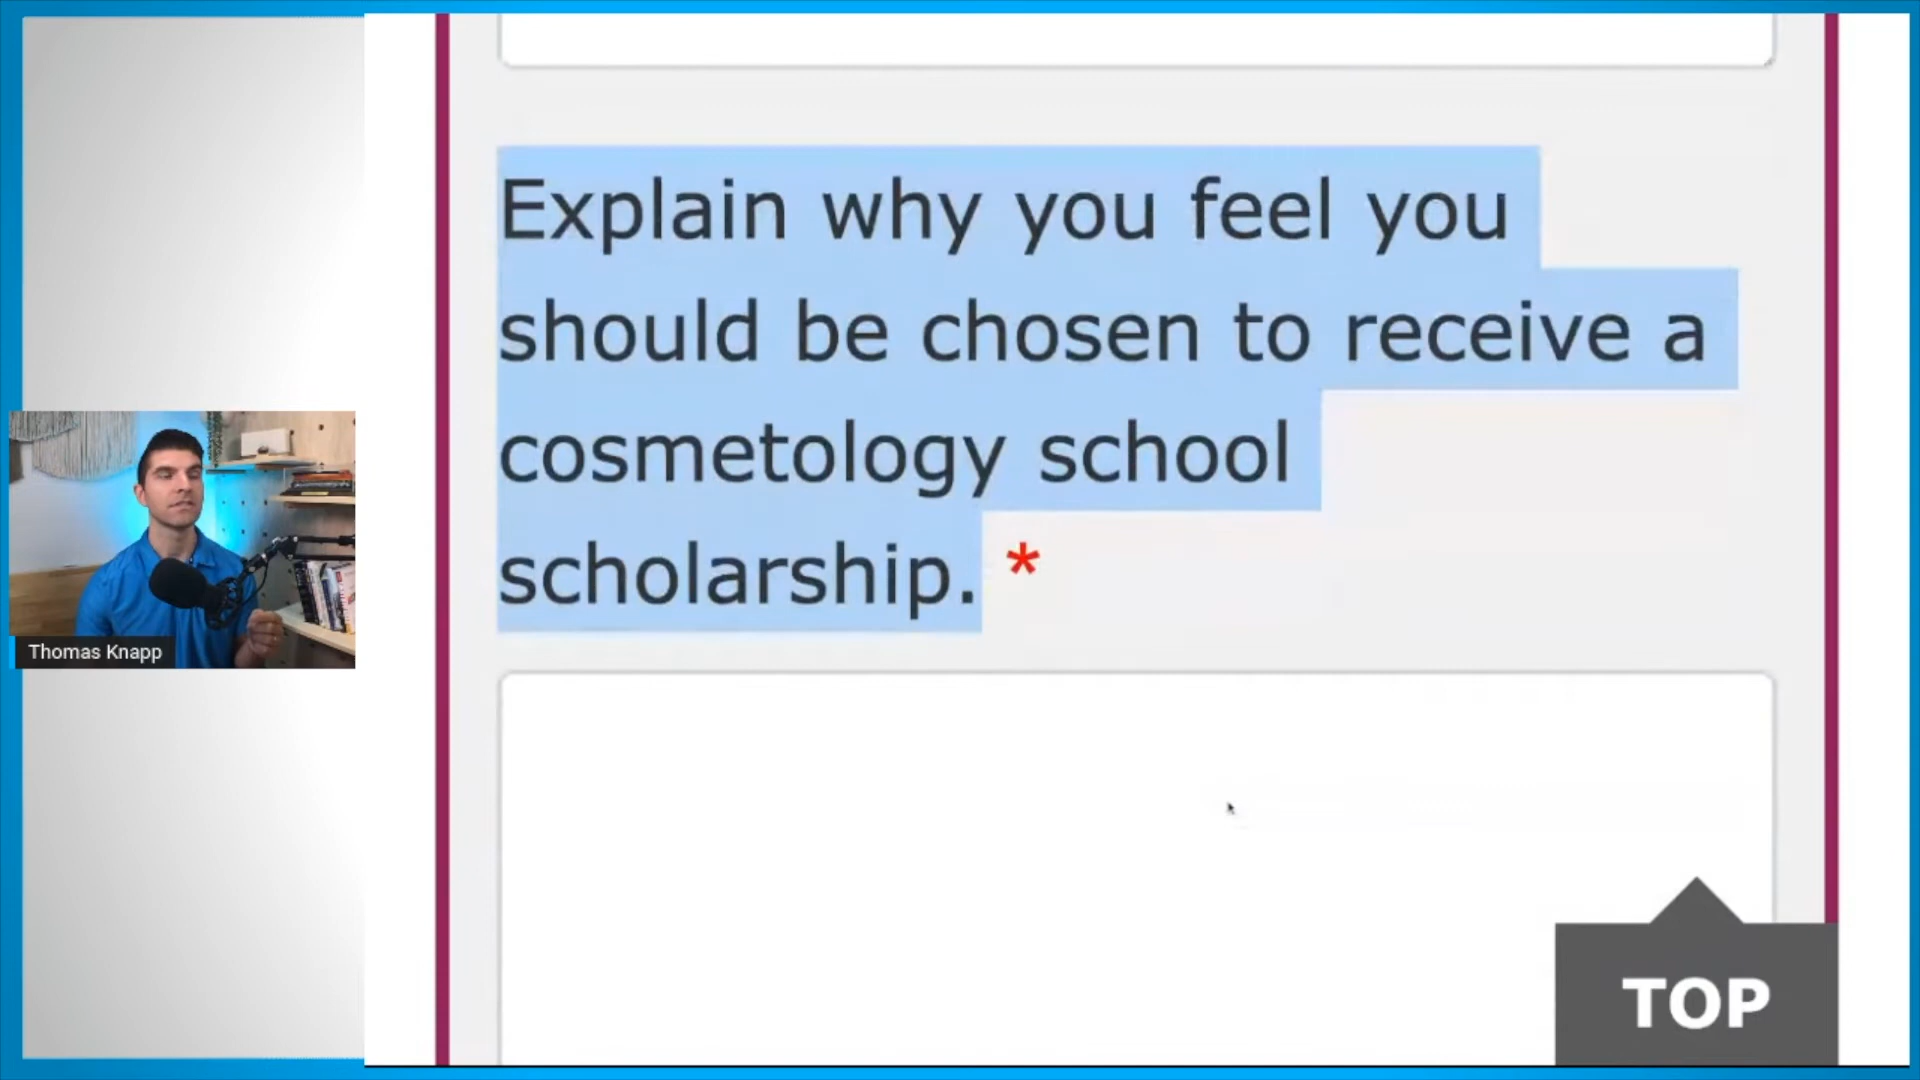 Explain why you feel you
should be chosen to receive a
cosmetology school
scholarship. *
Thomas Knapp
TOP